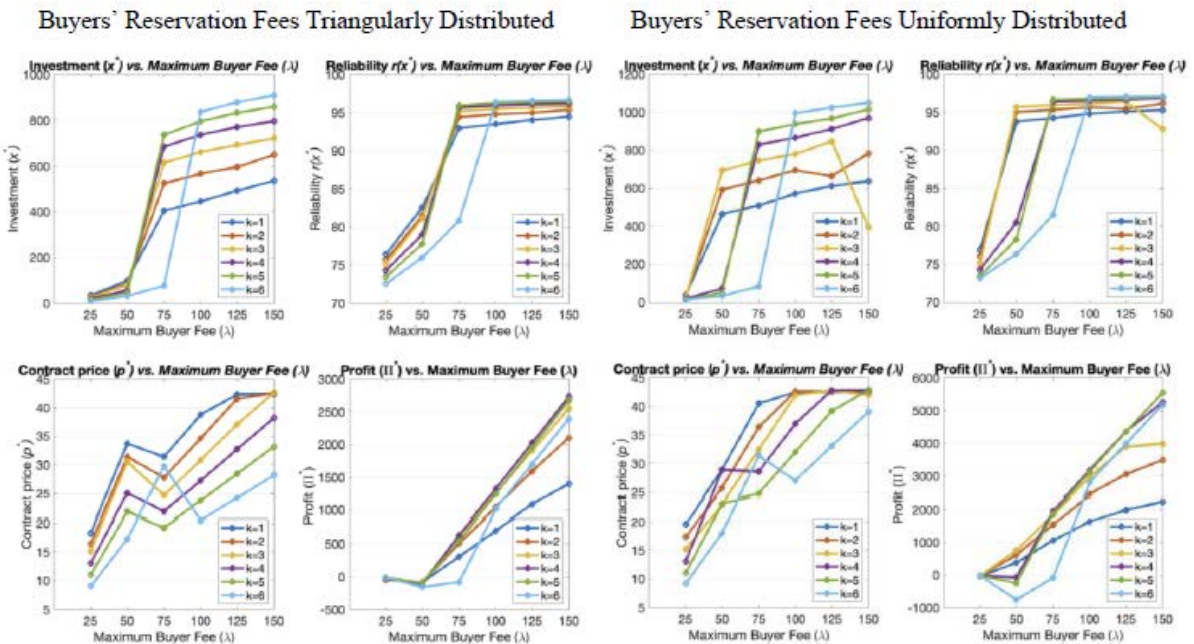 Buyers' Reservation Fees Triangularly Distributed
Buyers' Reservation Fees Uniformly Distributed
Investment (x*) vs. Maximum Buyer Fee (λ)
1000
800
600
400
200
0
Investment (x*)
25 50 75 100 125 150
Maximum Buyer Fee (λ)
k=1
k=2
k=3
k=4
k=5
k=6
Reliability r(x*) vs. Maximum Buyer Fee (λ)
100
95
90
85
80
75
70
Reliability r(x*)
25 50 75 100 125 150
Maximum Buyer Fee (λ)
k=1
k=2
k=3
k=4
k=5
k=6
Investment (x*) vs. Maximum Buyer Fee (λ)
1200
1000
800
600
400
200
0
Investment (x*)
25 50 75 100 125 150
Maximum Buyer Fee (λ)
k=1
k=2
k=3
k=4
k=5
k=6
Reliability r(x*) vs. Maximum Buyer Fee (λ)
100
95
90
85
80
75
70
Reliability r(x*)
25 50 75 100 125 150
Maximum Buyer Fee (λ)
k=1
k=2
k=3
k=4
k=5
k=6
Contract price (p*) vs. Maximum Buyer Fee (λ)
45
40
35
30
25
20
15
10
5
Contract price (p*)
25 50 75 100 125 150
Maximum Buyer Fee (λ)
k=1
k=2
k=3
k=4
k=5
k=6
Profit (Π*) vs. Maximum Buyer Fee (λ)
3000
2500
2000
1500
1000
500
0
-500
Profit (Π*)
25 50 75 100 125 150
Maximum Buyer Fee (λ)
k=1
k=2
k=3
k=4
k=5
k=6
Contract price (p*) vs. Maximum Buyer Fee (λ)
45
40
35
30
25
20
15
10
5
Contract price (p*)
25 50 75 100 125 150
Maximum Buyer Fee (λ)
k=1
k=2
k=3
k=4
k=5
k=6
Profit (Π*) vs. Maximum Buyer Fee (λ)
6000
5000
4000
3000
2000
1000
0
-1000
Profit (Π*)
25 50 75 100 125 150
Maximum Buyer Fee (λ)
k=1
k=2
k=3
k=4
k=5
k=6